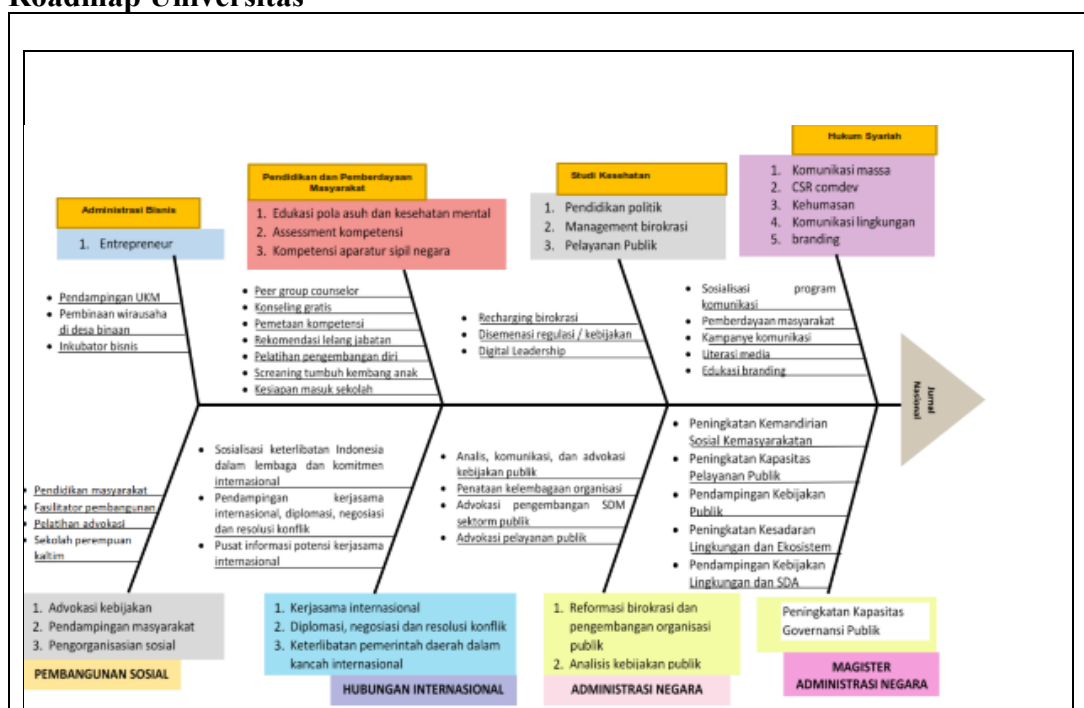 Roadmap Universitas
Administrasi Bisnis
1. Entrepreneur
Pendidikan dan Pemberdayaan
Masyarakat
1. Edukasi pola asuh dan kesehatan mental
2. Assessment kompetensi
3. Kompetensi aparatur sipil negara
Studi Kesehatan
1. Pendidikan politik
2. Management birokrasi
3. Pelayanan Publik
Hukum Syariah
1. Komunikasi massa
2. CSR comdev
3. Kehumasan
4. Komunikasi lingkungan
5. branding
• Pendampingan UKM
• Pembinaan wirausaha
di desa binaan
• Inkubator bisnis
• Peer group counselor
• Konseling gratis
• Pemetaan kompetensi
• Rekomendasi lelang jabatan
• Pelatihan pengembangan diri
• Screaning tumbuh kembang anak
• Kesiapan masuk sekolah
• Recharging birokrasi
• Disemenasi regulasi / kebijakan
• Digital Leadership
• Sosialisasi program
komunikasi
• Pemberdayaan masyarakat
• Kampanye komunikasi
• Literasi media
• Edukasi branding
Jurnal
Nasional
• Pendidikan masyarakat
• Fasilitator pembangunan
• Pelatihan advokasi
• Sekolah perempuan
kaltim
• Sosialisasi keterlibatan Indonesia
dalam lembaga dan komitmen
internasional
• Pendampingan kerjasama
internasional, diplomasi, negosiasi
dan resolusi konflik
• Pusat informasi potensi kerjasama
internasional
• Analis, komunikasi, dan advokasi
kebijakan publik
• Penataan kelembagaan organisasi
• Advokasi pengembangan SDM
sektorm publik
• Advokasi pelayanan publik
• Peningkatan Kemandirian
Sosial Kemasyarakatan
• Peningkatan Kapasitas
Pelayanan Publik
• Pendampingan Kebijakan
Publik
• Peningkatan Kesadaran
Lingkungan dan Ekosistem
• Pendampingan Kebijakan
Lingkungan dan SDA
1. Advokasi kebijakan
2. Pendampingan masyarakat
3. Pengorganisasian sosial
PEMBANGUNAN SOSIAL
1. Kerjasama internasional
2. Diplomasi, negosiasi dan resolusi konflik
3. Keterlibatan pemerintah daerah dalam
kancah internasional
HUBUNGAN INTERNASIONAL
1. Reformasi birokrasi dan
pengembangan organisasi
publik
2. Analisis kebijakan publik
ADMINISTRASI NEGARA
Peningkatan Kapasitas
Governansi Publik
MAGISTER
ADMINISTRASI NEGARA